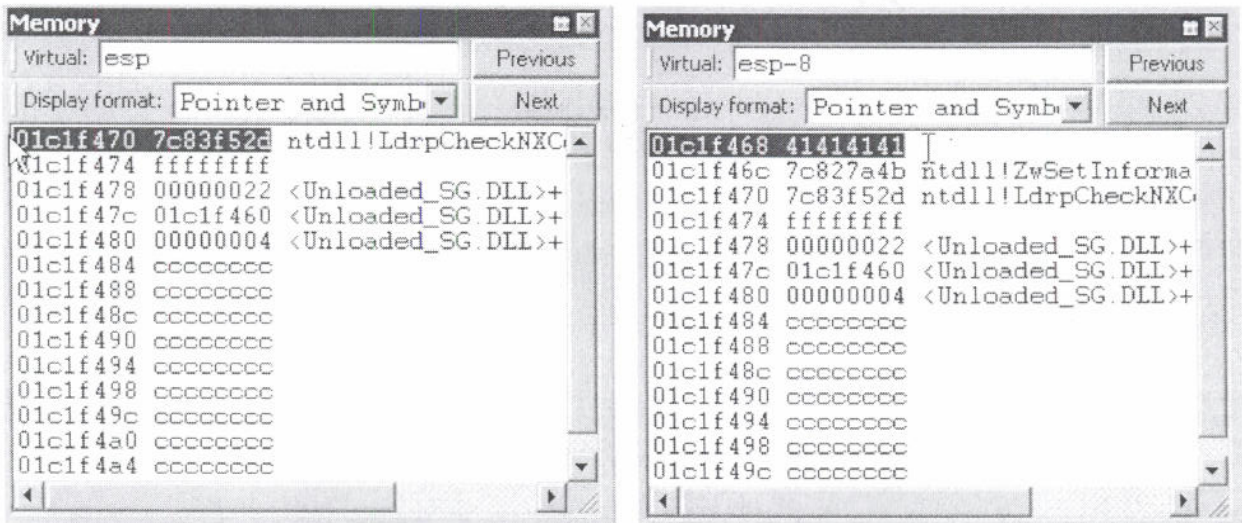 Memory
Virtual: esp
Previous
Display format: Pointer and Symb
Next
01c1f470 7c83f52d ntdll!LdrpCheckNXC
01c1f474 ffffffff
01c1f478 00000022 <Unloaded_SG.DLL>+
01c1f47c 01c1f460 <Unloaded_SG.DLL>+
01c1f480 00000004 <Unloaded_SG.DLL>+
01c1f484 cccccccc
01c1f488 cccccccc
01c1f48c cccccccc
01c1f490 cccccccc
01c1f494 cccccccc
01c1f498 cccccccc
01c1f49c cccccccc
01c1f4a0 cccccccc
01c1f4a4 cccccccc
Memory
Virtual: esp-8
Previous
Display format: Pointer and Symb
Next
01c1f468 41414141
01c1f46c 7c827a4b ntdll!ZwSetInforma
01c1f470 7c83f52d ntdll!LdrpCheckNXC
01c1f474 ffffffff
01c1f478 00000022 <Unloaded_SG.DLL>+
01c1f47c 01c1f460 <Unloaded_SG.DLL>+
01c1f480 00000004 <Unloaded_SG.DLL>+
01c1f484 cccccccc
01c1f488 cccccccc
01c1f48c cccccccc
01c1f490 cccccccc
01c1f494 cccccccc
01c1f498 cccccccc
01c1f49c cccccccc